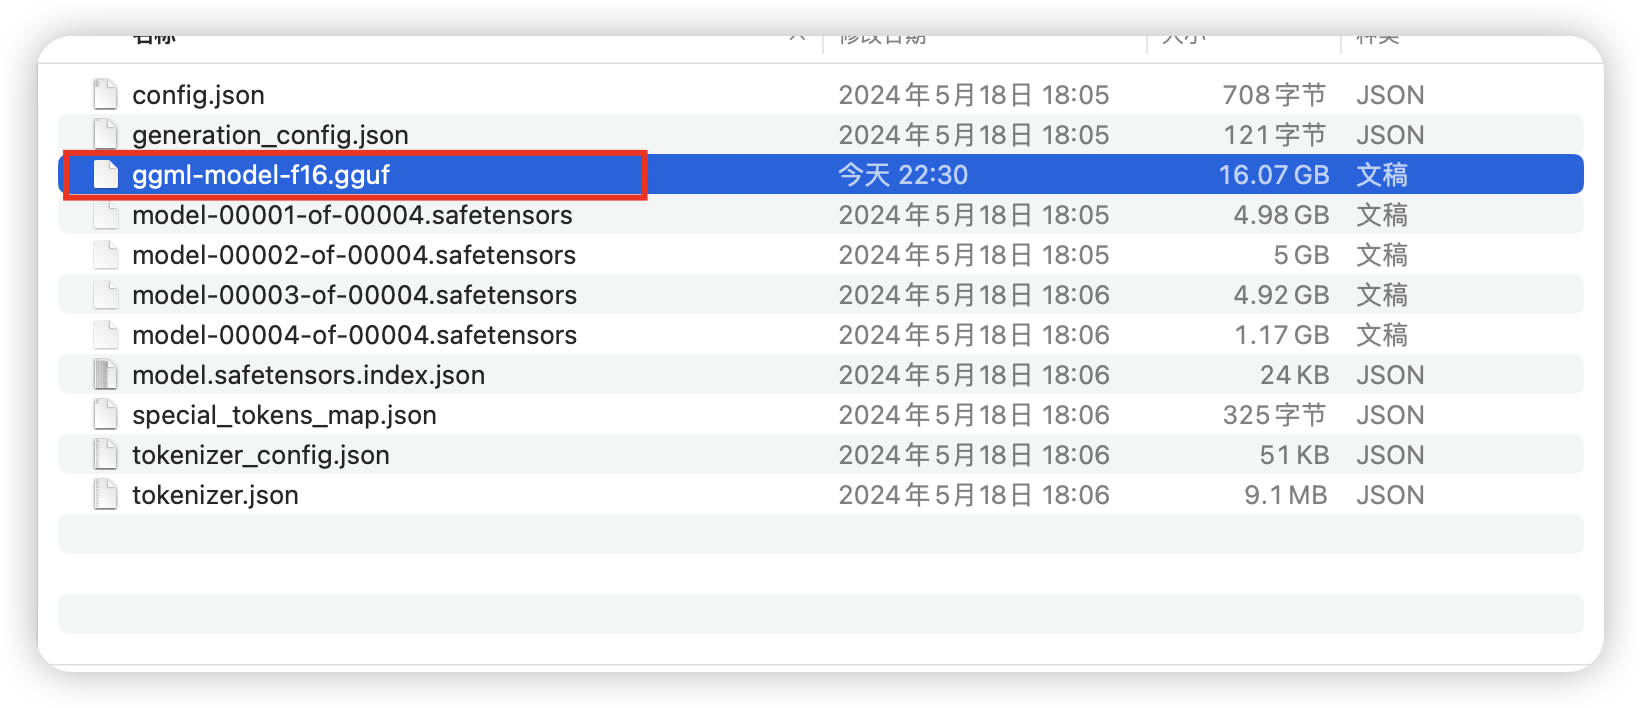 名称 修改日期 大小 种类
config.json 2024年5月18日 18:05 708字节 JSON
generation_config.json 2024年5月18日 18:05 121字节 JSON
ggml-model-f16.gguf 今天 22:30 16.07 GB 文稿
model-00001-of-00004.safetensors 2024年5月18日 18:05 4.98 GB 文稿
model-00002-of-00004.safetensors 2024年5月18日 18:05 5 GB 文稿
model-00003-of-00004.safetensors 2024年5月18日 18:06 4.92 GB 文稿
model-00004-of-00004.safetensors 2024年5月18日 18:06 1.17 GB 文稿
model.safetensors.index.json 2024年5月18日 18:06 24 KB JSON
special_tokens_map.json 2024年5月18日 18:06 325字节 JSON
tokenizer_config.json 2024年5月18日 18:06 51 KB JSON
tokenizer.json 2024年5月18日 18:06 9.1 MB JSON